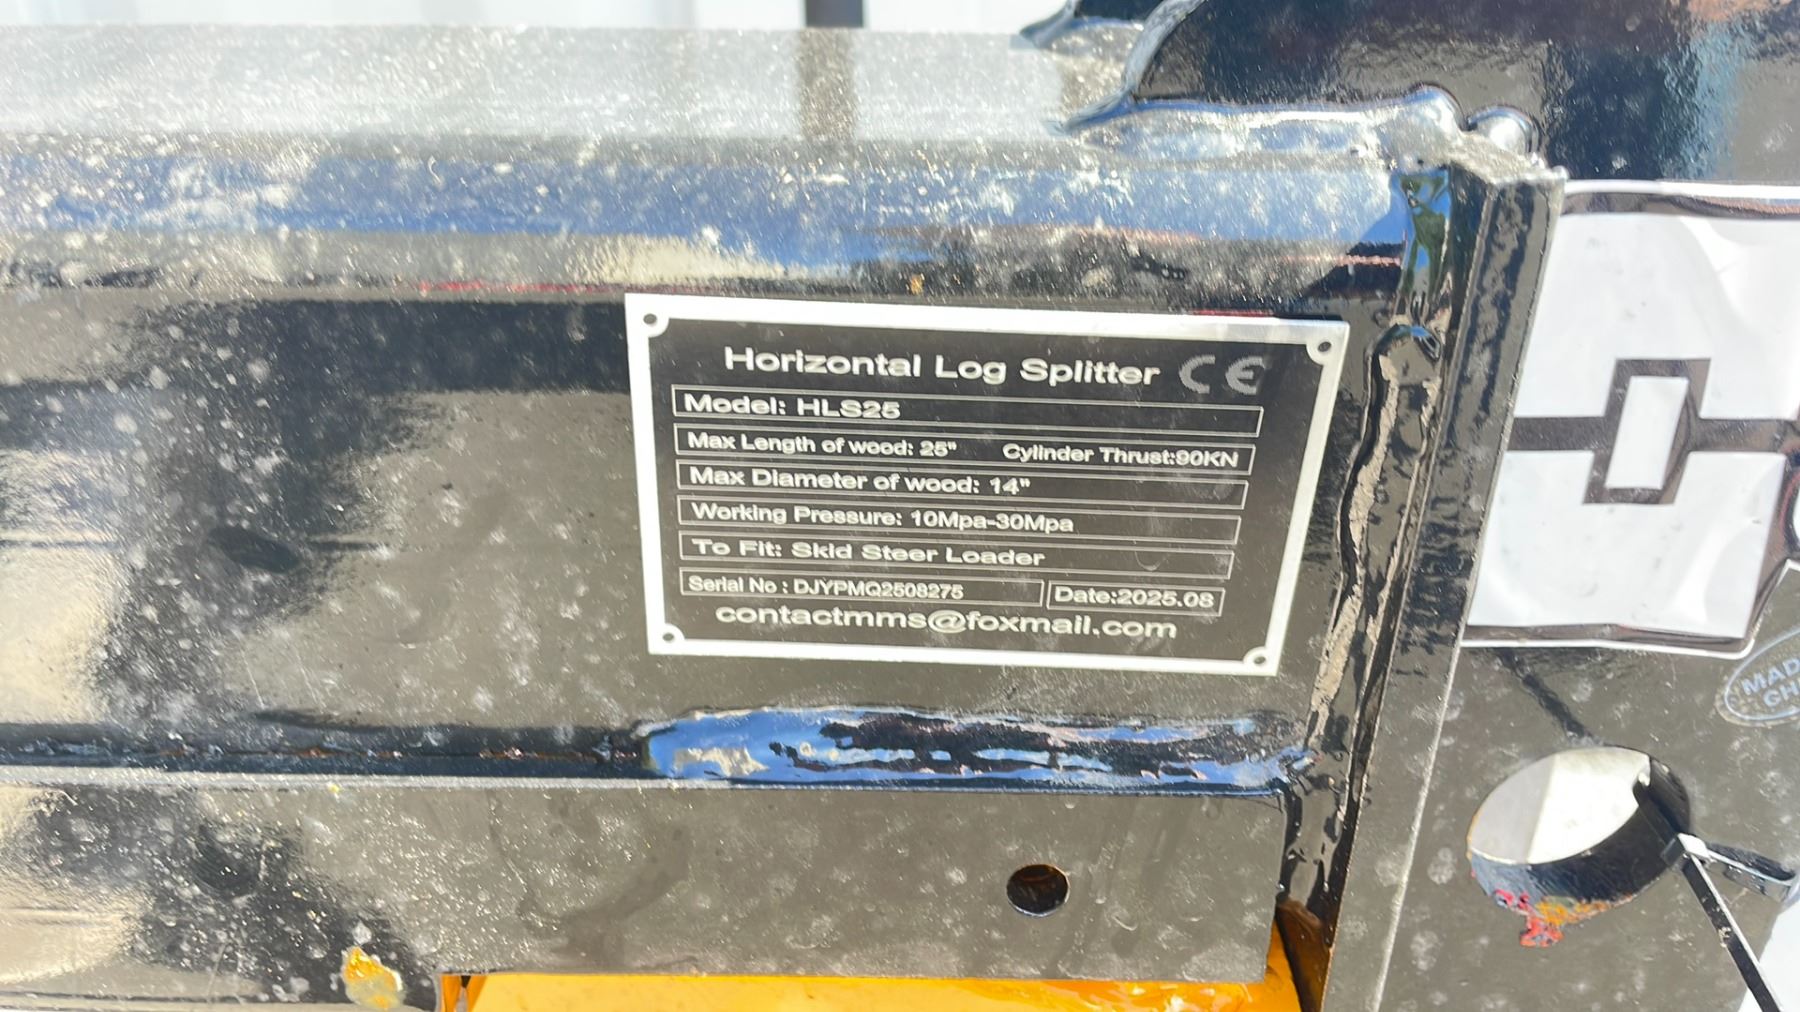 Horizontal Log Splitter CE
Model: HLS25
Max Length of wood: 25" Cylinder Thrust:90KN
Max Diameter of wood: 14"
Working Pressure: 10Mpa-30Mpa
To Fit: Skid Steer Loader
Serial No : DJYPMQ2508275 Date:2025.08
contactmms@foxmail.com